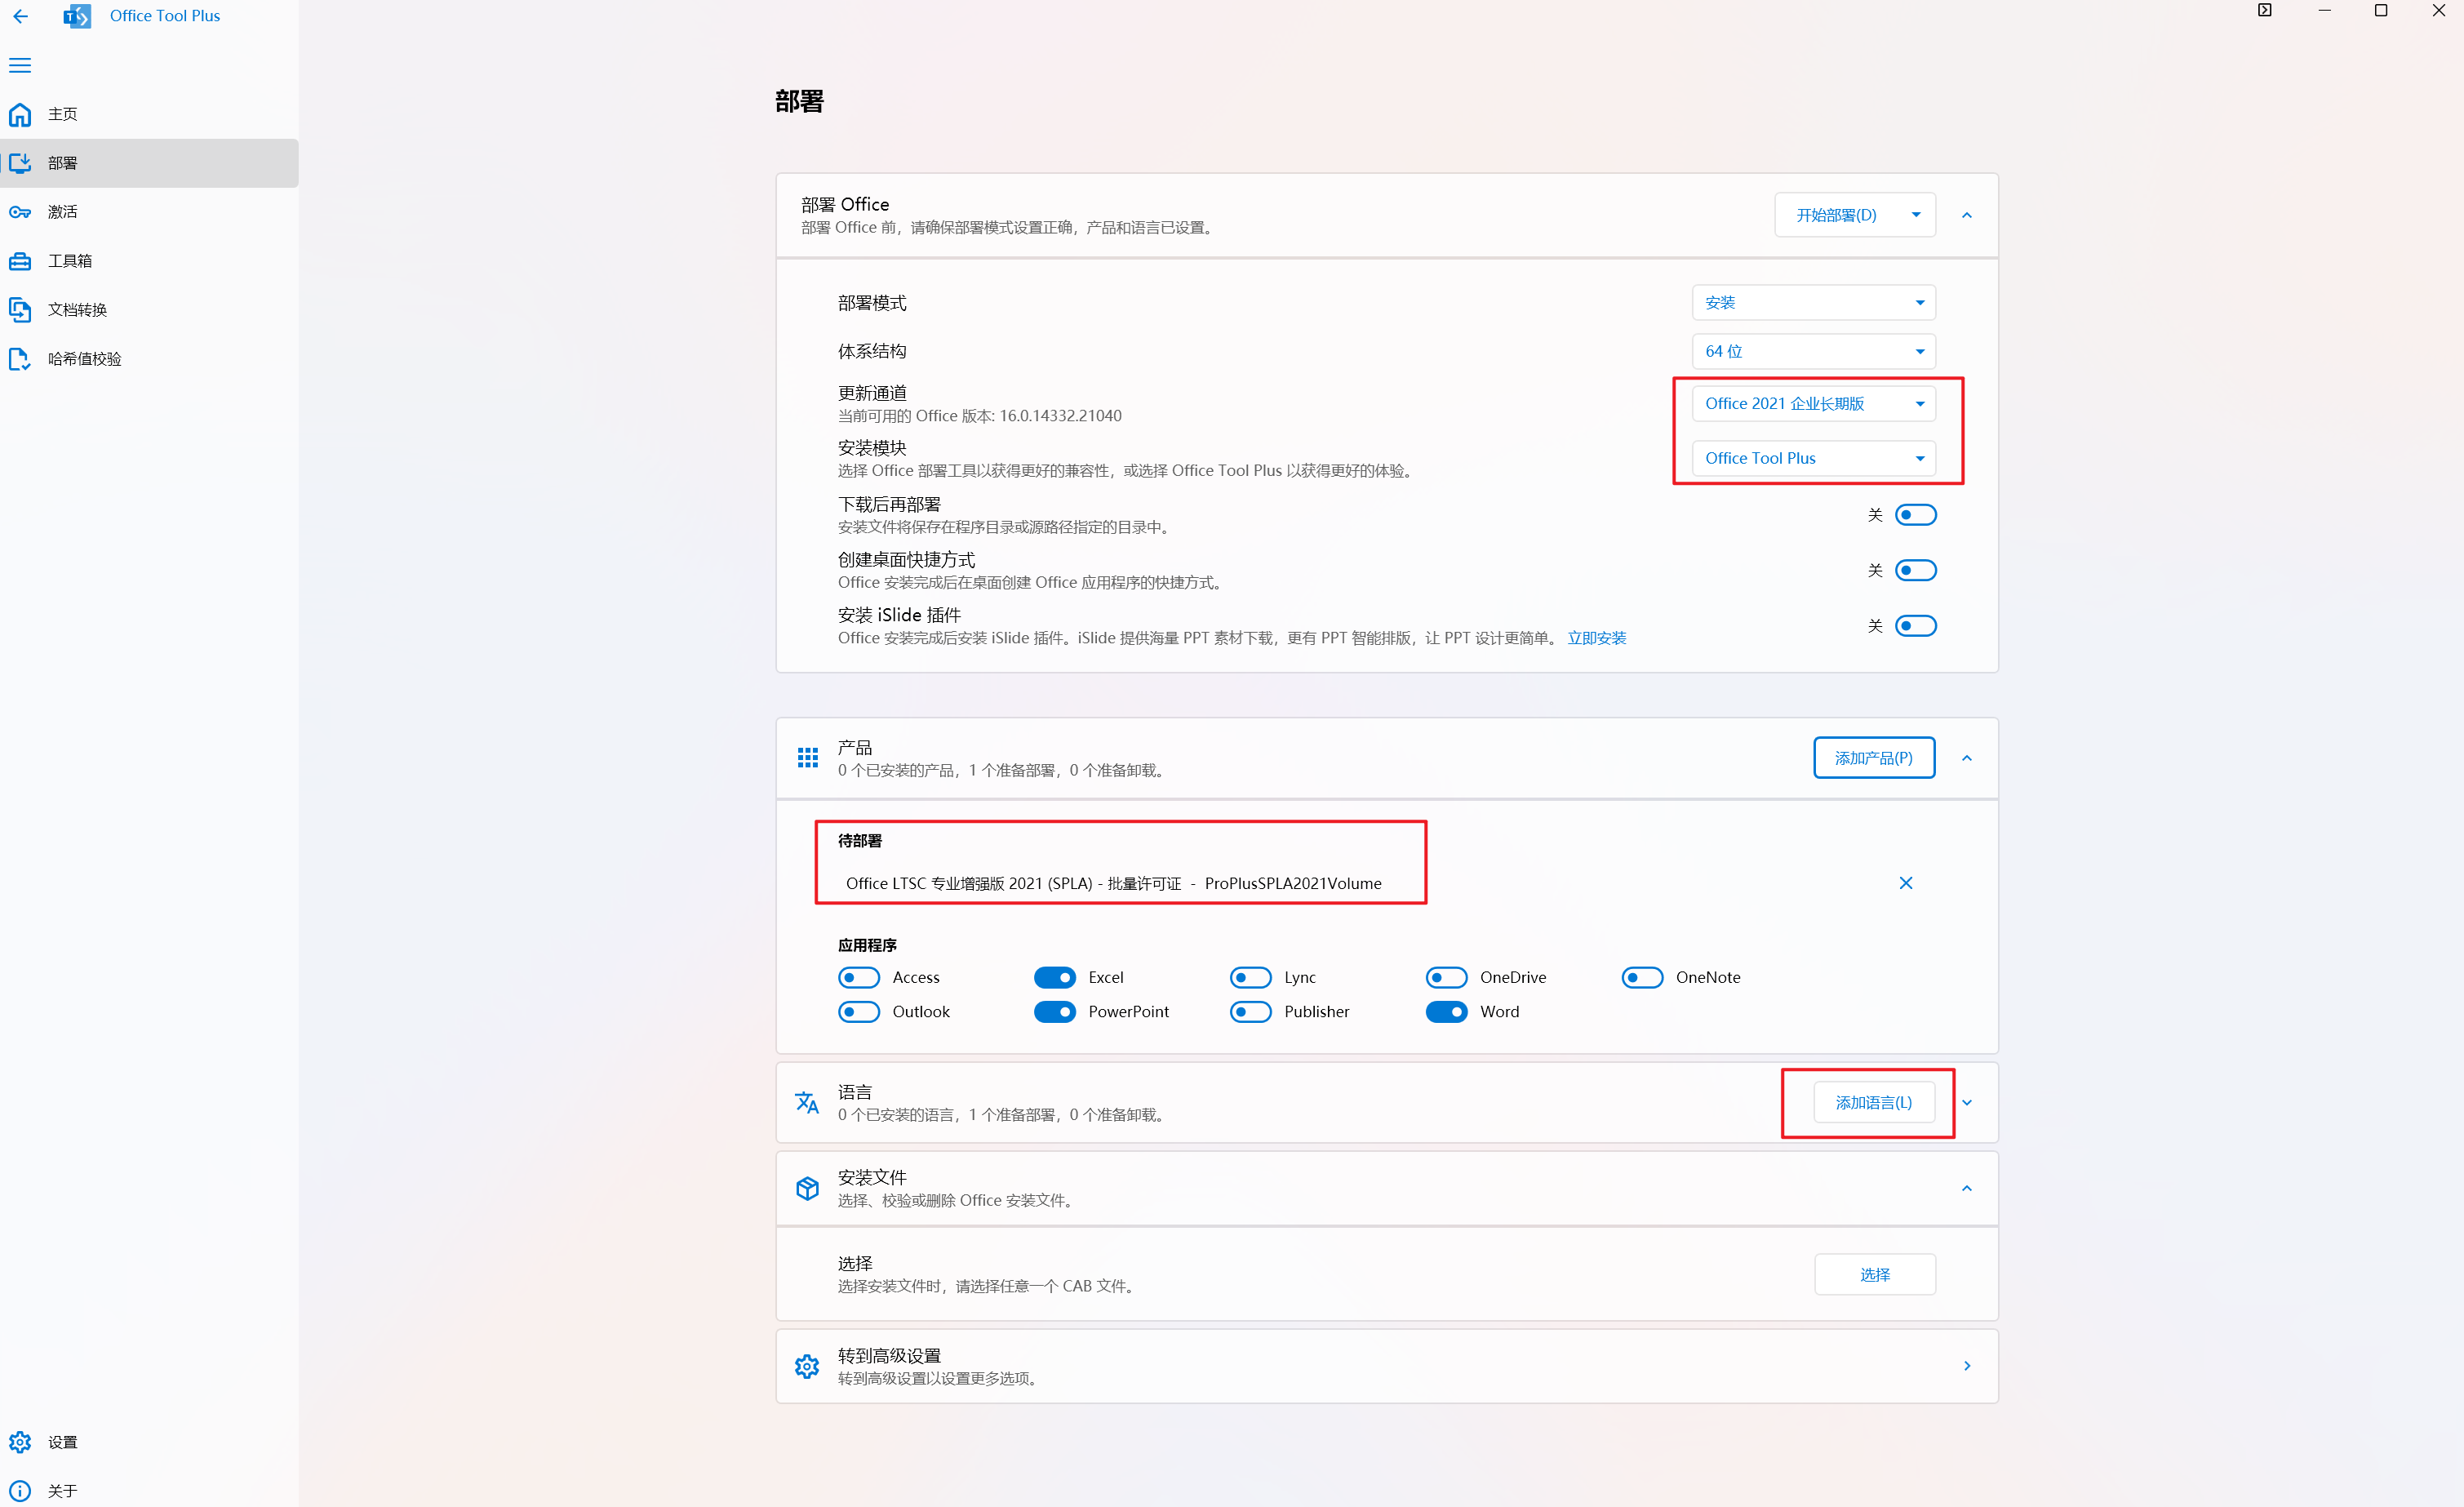 Office Tool Plus
主页
部署
激活
工具箱
文档转换
哈希值校验
设置
关于
部署
部署 Office
部署 Office 前，请确保部署模式设置正确，产品和语言已设置。
开始部署(D)
部署模式
安装
体系结构
64 位
更新通道
当前可用的 Office 版本: 16.0.14332.21040
Office 2021 企业长期版
安装模块
选择 Office 部署工具以获得更好的兼容性，或选择 Office Tool Plus 以获得更好的体验。
Office Tool Plus
下载后再部署
安装文件将保存在程序目录或源路径指定的目录中。
关
创建桌面快捷方式
Office 安装完成后在桌面创建 Office 应用程序的快捷方式。
关
安装 iSlide 插件
Office 安装完成后安装 iSlide 插件。iSlide 提供海量 PPT 素材下载，更有 PPT 智能排版，让 PPT 设计更简单。 立即安装
关
产品
0 个已安装的产品，1 个准备部署，0 个准备卸载。
添加产品(P)
待部署
Office LTSC 专业增强版 2021 (SPLA) - 批量许可证 - ProPlusSPLA2021Volume
应用程序
Access Excel Lync OneDrive OneNote
Outlook PowerPoint Publisher Word
语言
0 个已安装的语言，1 个准备部署，0 个准备卸载。
添加语言(L)
安装文件
选择、校验或删除 Office 安装文件。
选择
选择安装文件时，请选择任意一个 CAB 文件。
选择
转到高级设置
转到高级设置以设置更多选项。